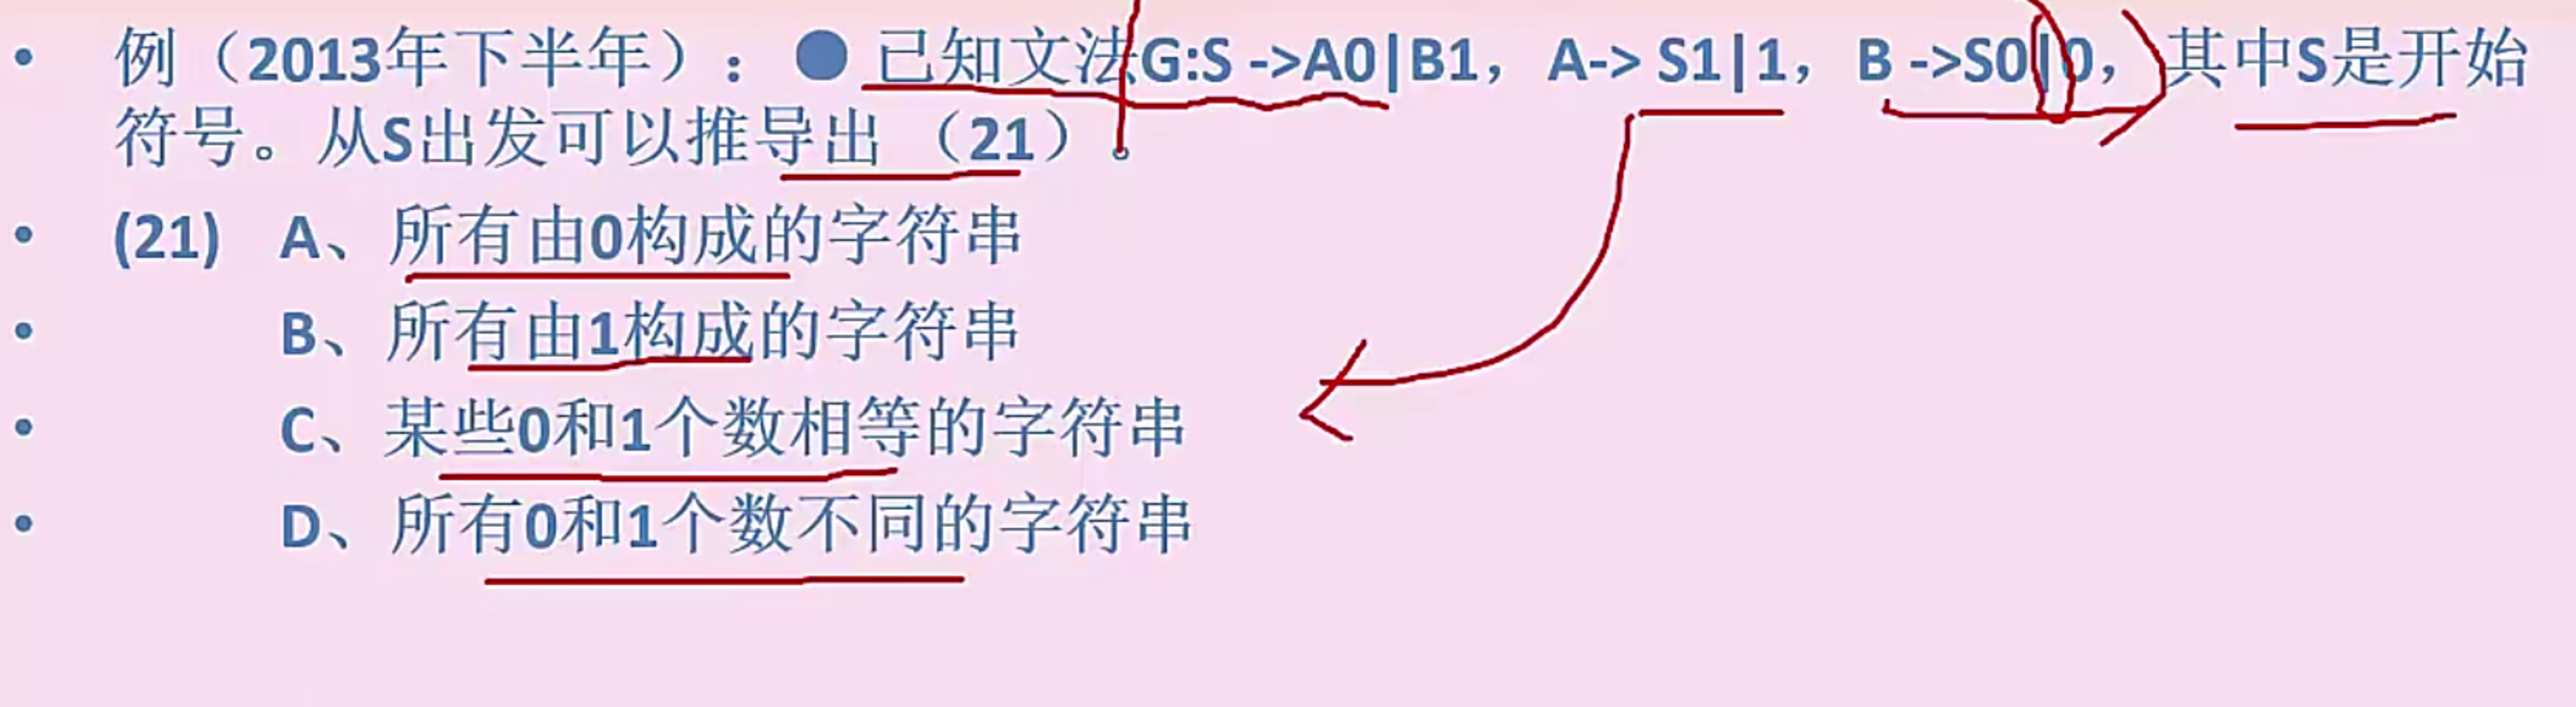 • 例（2013年下半年）：● 已知文法G:S ->A0|B1，A-> S1|1，B ->S0|0，其中S是开始
符号。从S出发可以推导出 （21）。
• (21) A、所有由0构成的字符串
• B、所有由1构成的字符串
• C、某些0和1个数相等的字符串
• D、所有0和1个数不同的字符串